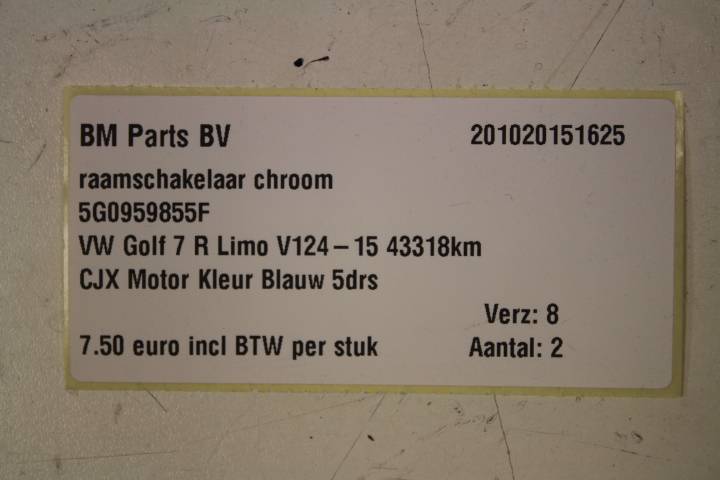 BM Parts BV 201020151625
raamschakelaar chroom
5G0959855F
VW Golf 7 R Limo V124 – 15 43318km
CJX Motor Kleur Blauw 5drs
Verz: 8
7.50 euro incl BTW per stuk Aantal: 2